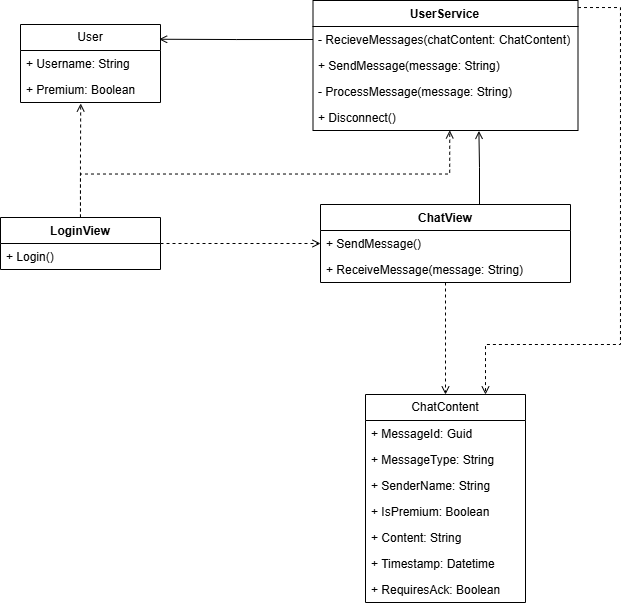 User
+ Username: String
+ Premium: Boolean
UserService
- RecieveMessages(chatContent: ChatContent)
+ SendMessage(message: String)
- ProcessMessage(message: String)
+ Disconnect()
LoginView
+ Login()
ChatView
+ SendMessage()
+ ReceiveMessage(message: String)
ChatContent
+ MessageId: Guid
+ MessageType: String
+ SenderName: String
+ IsPremium: Boolean
+ Content: String
+ Timestamp: Datetime
+ RequiresAck: Boolean